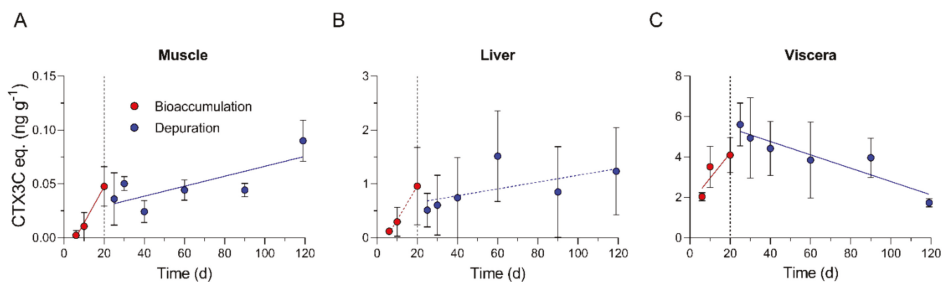 A
B
C
Muscle
Liver
Viscera
CTX3C eq. (ng g-1)
0.15
0.10
0.05
0.00
Bioaccumulation
Depuration
0 20 40 60 80 100 120
Time (d)
3
2
1
0
0 20 40 60 80 100 120
Time (d)
8
6
4
2
0
0 20 40 60 80 100 120
Time (d)